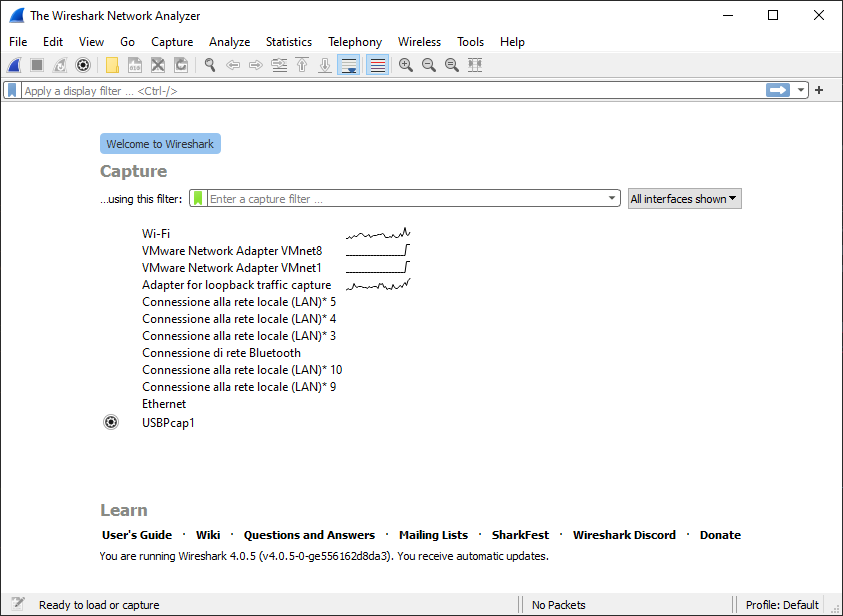 The Wireshark Network Analyzer
File Edit View Go Capture Analyze Statistics Telephony Wireless Tools Help
Apply a display filter ... <Ctrl-/>
Welcome to Wireshark
Capture
...using this filter: Enter a capture filter ... All interfaces shown
Wi-Fi
VMware Network Adapter VMnet8
VMware Network Adapter VMnet1
Adapter for loopback traffic capture
Connessione alla rete locale (LAN)* 5
Connessione alla rete locale (LAN)* 4
Connessione alla rete locale (LAN)* 3
Connessione di rete Bluetooth
Connessione alla rete locale (LAN)* 10
Connessione alla rete locale (LAN)* 9
Ethernet
USBPcap1
Learn
User's Guide · Wiki · Questions and Answers · Mailing Lists · SharkFest · Wireshark Discord · Donate
You are running Wireshark 4.0.5 (v4.0.5-0-ge556162d8da3). You receive automatic updates.
Ready to load or capture No Packets Profile: Default